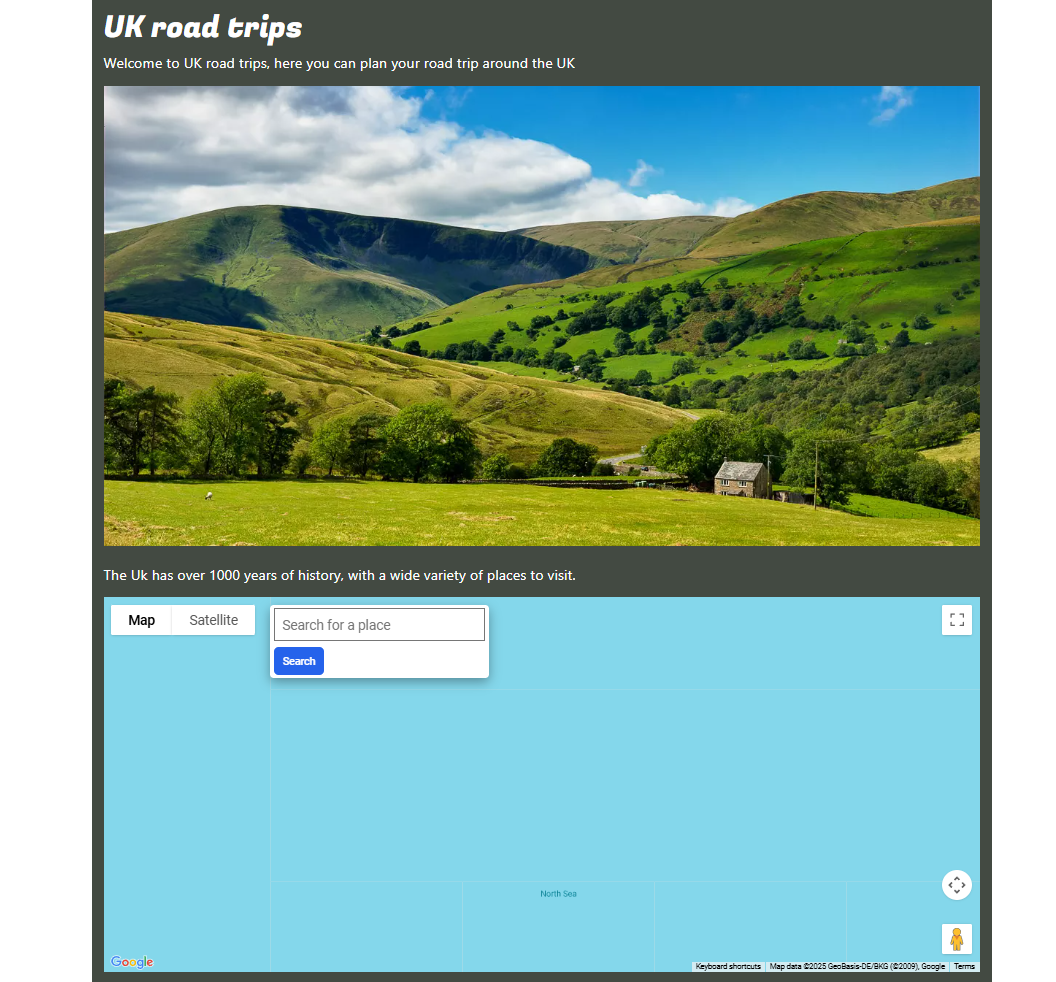 UK road trips
Welcome to UK road trips, here you can plan your road trip around the UK
The Uk has over 1000 years of history, with a wide variety of places to visit.
Map Satellite
Search for a place
Search
North Sea
Google
Keyboard shortcuts Map data ©2025 GeoBasis-DE/BKG (©2009), Google Terms